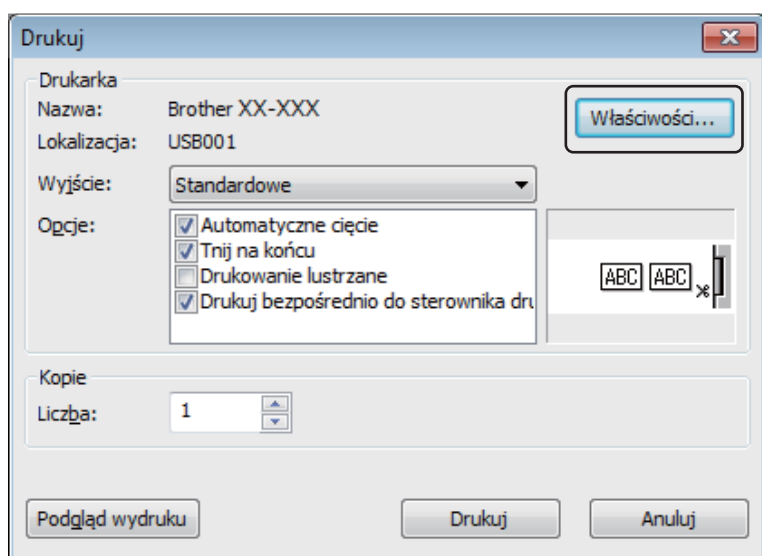 Drukuj
Drukarka
Nazwa: Brother XX-XXX
Właściwości...
Lokalizacja: USB001
Wyjście: Standardowe
Opcje: Automatyczne cięcie
Tnij na końcu
Drukowanie lustrzane
Drukuj bezpośrednio do sterownika dru
ABC ABC
Kopie
Liczba: 1
Podgląd wydruku Drukuj Anuluj